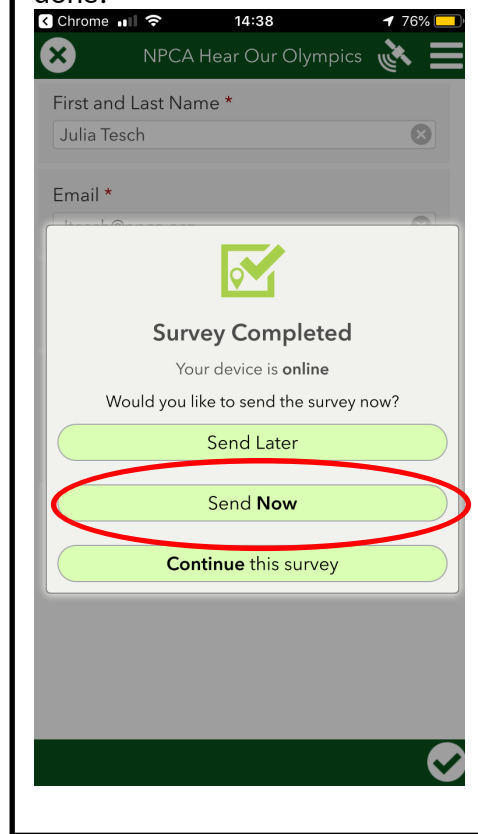 done.
Chrome 14:38 76%
NPCA Hear Our Olympics
First and Last Name *
Julia Tesch
Email *
Survey Completed
Your device is online
Would you like to send the survey now?
Send Later
Send Now
Continue this survey